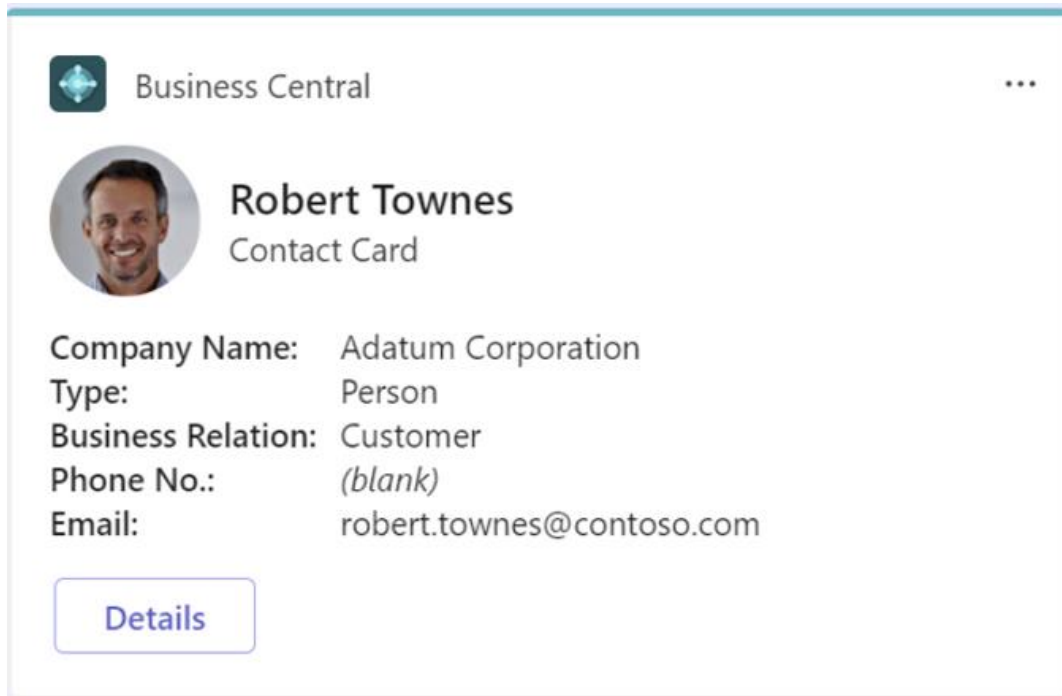 Business Central
...
Robert Townes
Contact Card
Company Name: Adatum Corporation
Type: Person
Business Relation: Customer
Phone No.: (blank)
Email: robert.townes@contoso.com
Details